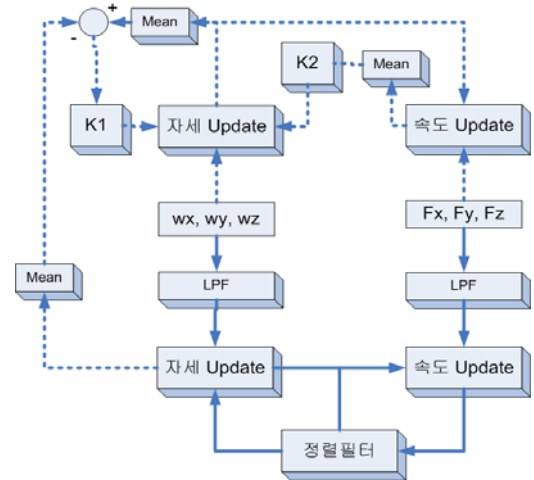 +
Mean
-
K2
Mean
K1
자세 Update
속도 Update
wx, wy, wz
Fx, Fy, Fz
Mean
LPF
LPF
자세 Update
속도 Update
정렬필터